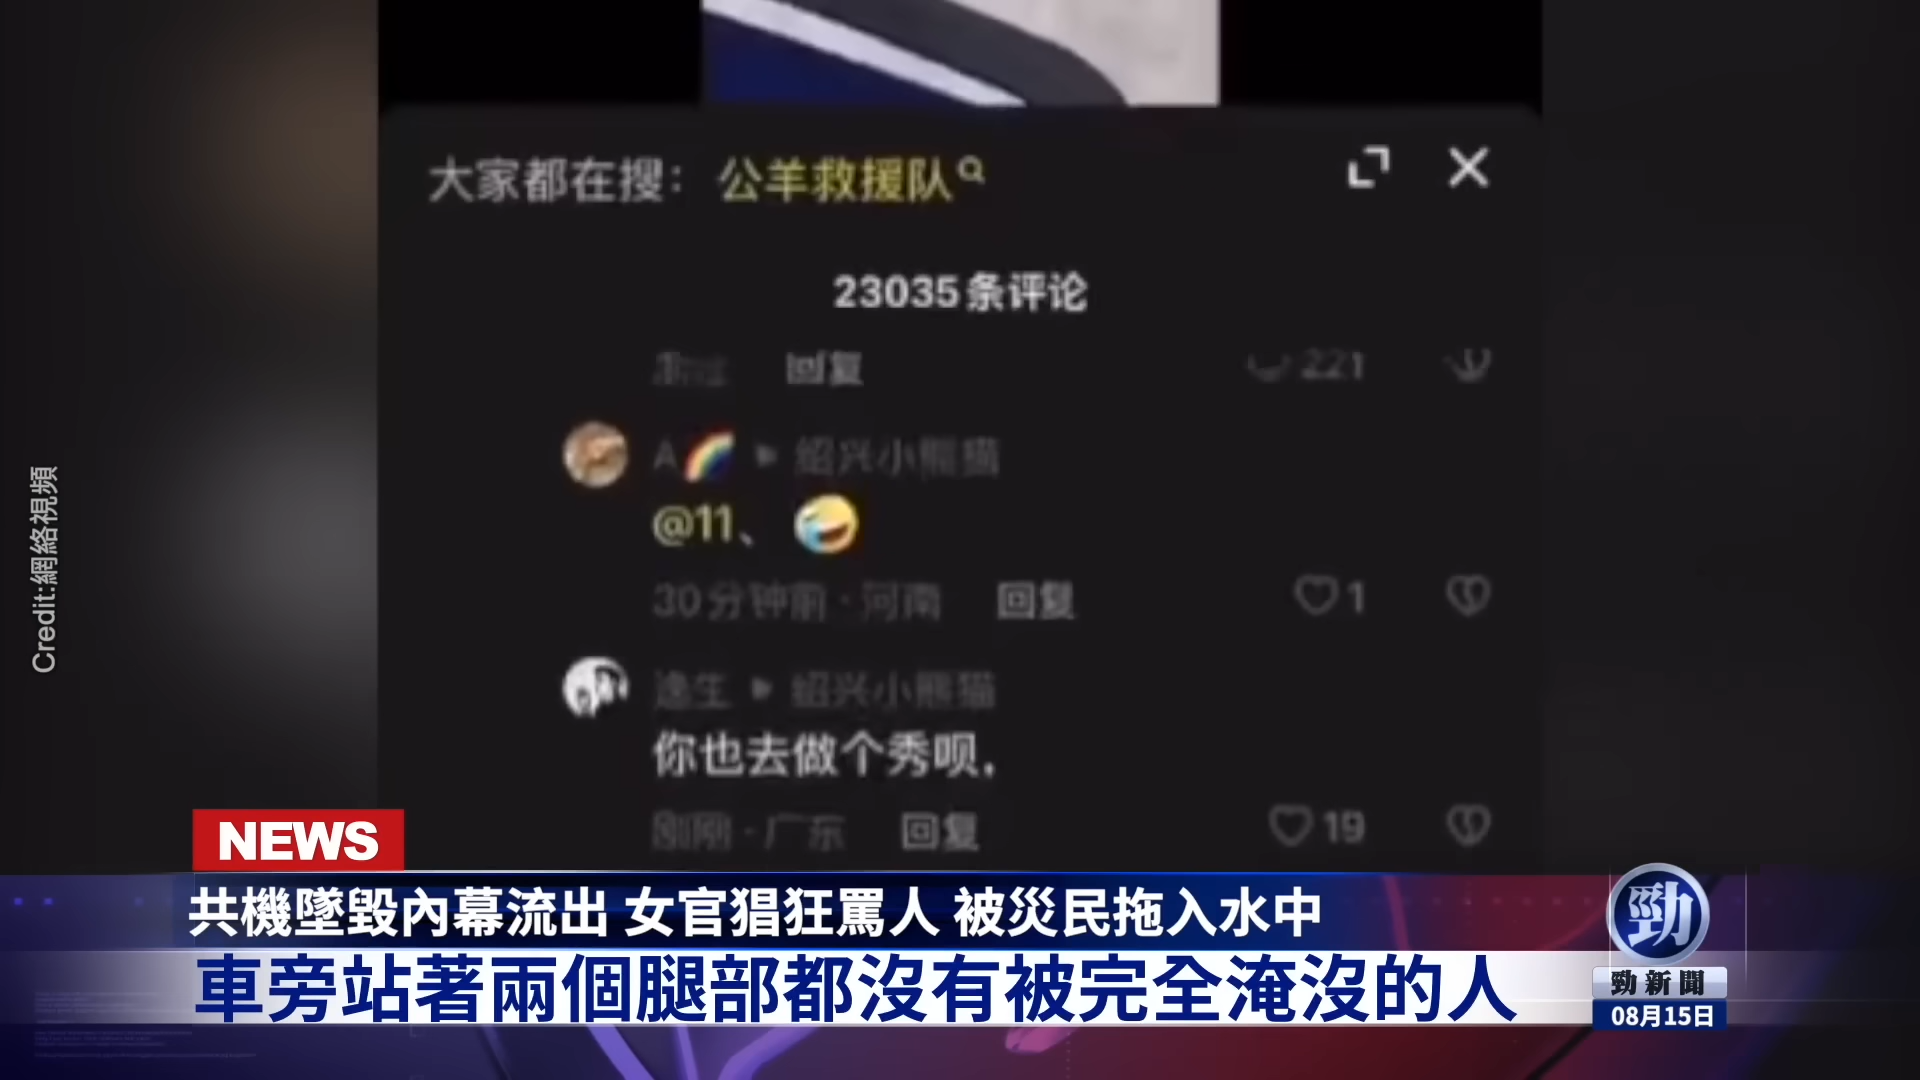 大家都在搜： 公羊救援队
23035条评论
回复
221
A ▶ 绍兴小熊猫
@11、
30分钟前 · 河南 回复 1
逸生 ▶ 绍兴小熊猫
你也去做个秀呗，
刚刚 · 广东 回复 19
Credit:網絡視頻
NEWS
共機墜毀內幕流出 女官猖狂罵人 被災民拖入水中
車旁站著兩個腿部都沒有被完全淹沒的人
勁
勁新聞
08月15日